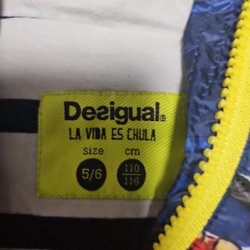 Desigual®
LA VIDA ES CHULA
size cm
5/6 110
116